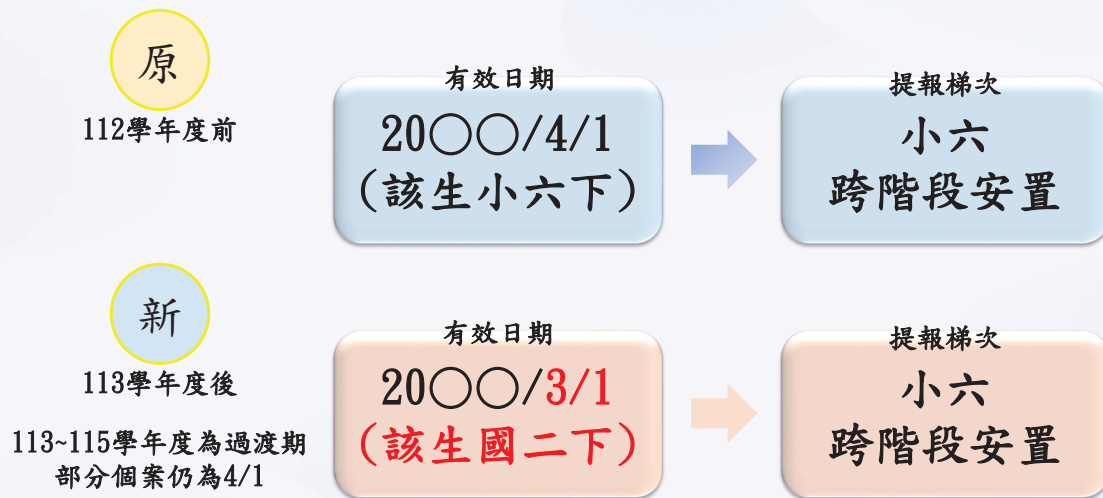 原
112學年度前
有效日期
20○○/4/1
(該生小六下)
提報梯次
小六
跨階段安置
新
113學年度後
113~115學年度為過渡期
部分個案仍為4/1
有效日期
20○○/3/1
(該生國二下)
提報梯次
小六
跨階段安置